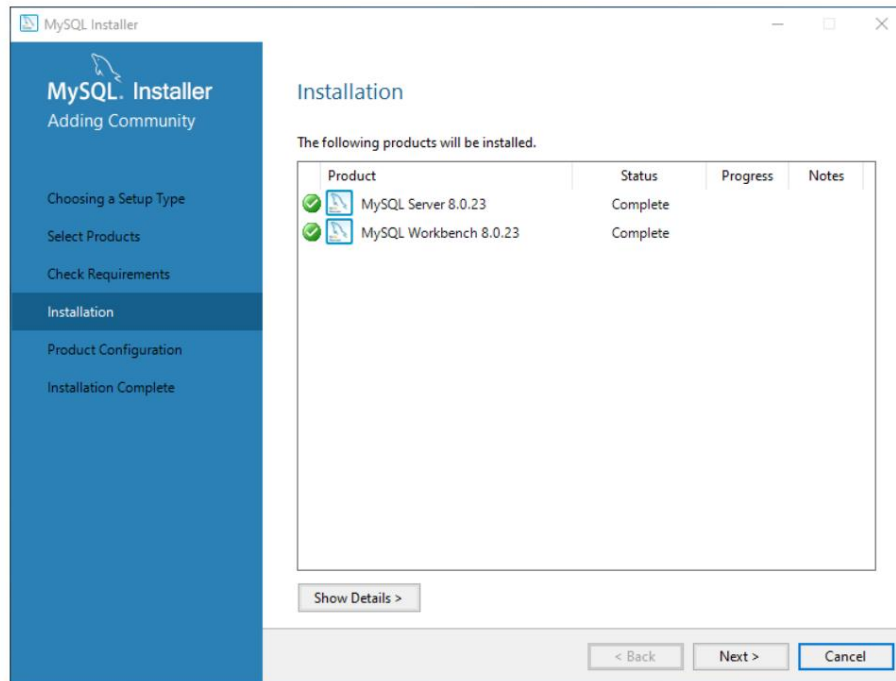 MySQL Installer
MySQL. Installer
Adding Community
Choosing a Setup Type
Select Products
Check Requirements
Installation
Product Configuration
Installation Complete
Installation
The following products will be installed.
Product Status Progress Notes
MySQL Server 8.0.23 Complete
MySQL Workbench 8.0.23 Complete
Show Details >
< Back Next > Cancel